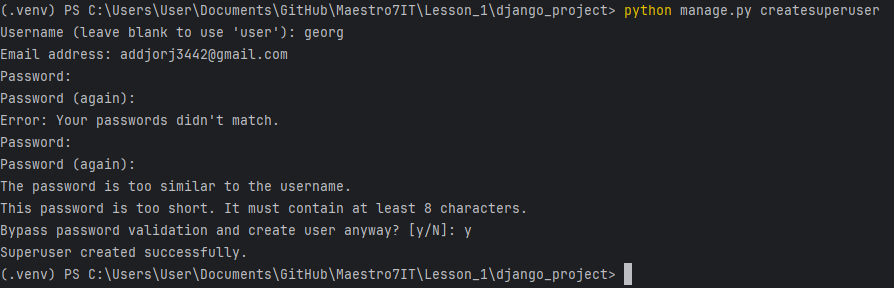 (.venv) PS C:\Users\User\Documents\GitHub\Maestro7IT\Lesson_1\django_project> python manage.py createsuperuser
Username (leave blank to use 'user'): georg
Email address: addjorj3442@gmail.com
Password:
Password (again):
Error: Your passwords didn't match.
Password:
Password (again):
The password is too similar to the username.
This password is too short. It must contain at least 8 characters.
Bypass password validation and create user anyway? [y/N]: y
Superuser created successfully.
(.venv) PS C:\Users\User\Documents\GitHub\Maestro7IT\Lesson_1\django_project>